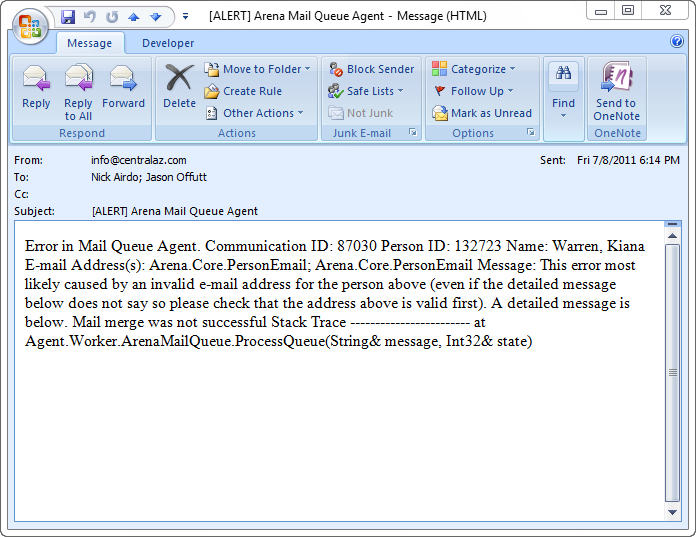 [ALERT] Arena Mail Queue Agent - Message (HTML)
Message Developer
Reply
Reply to All
Forward
Respond
Delete
Move to Folder
Create Rule
Other Actions
Actions
Block Sender
Safe Lists
Not Junk
Junk E-mail
Categorize
Follow Up
Mark as Unread
Options
Find
Send to OneNote
OneNote
From: info@centralaz.com Sent: Fri 7/8/2011 6:14 PM
To: Nick Airdo; Jason Offutt
Cc:
Subject: [ALERT] Arena Mail Queue Agent
Error in Mail Queue Agent. Communication ID: 87030 Person ID: 132723 Name: Warren, Kiana
E-mail Address(s): Arena.Core.PersonEmail; Arena.Core.PersonEmail Message: This error most
likely caused by an invalid e-mail address for the person above (even if the detailed message
below does not say so please check that the address above is valid first). A detailed message is
below. Mail merge was not successful Stack Trace ------------------------ at
Agent.Worker.ArenaMailQueue.ProcessQueue(String& message, Int32& state)